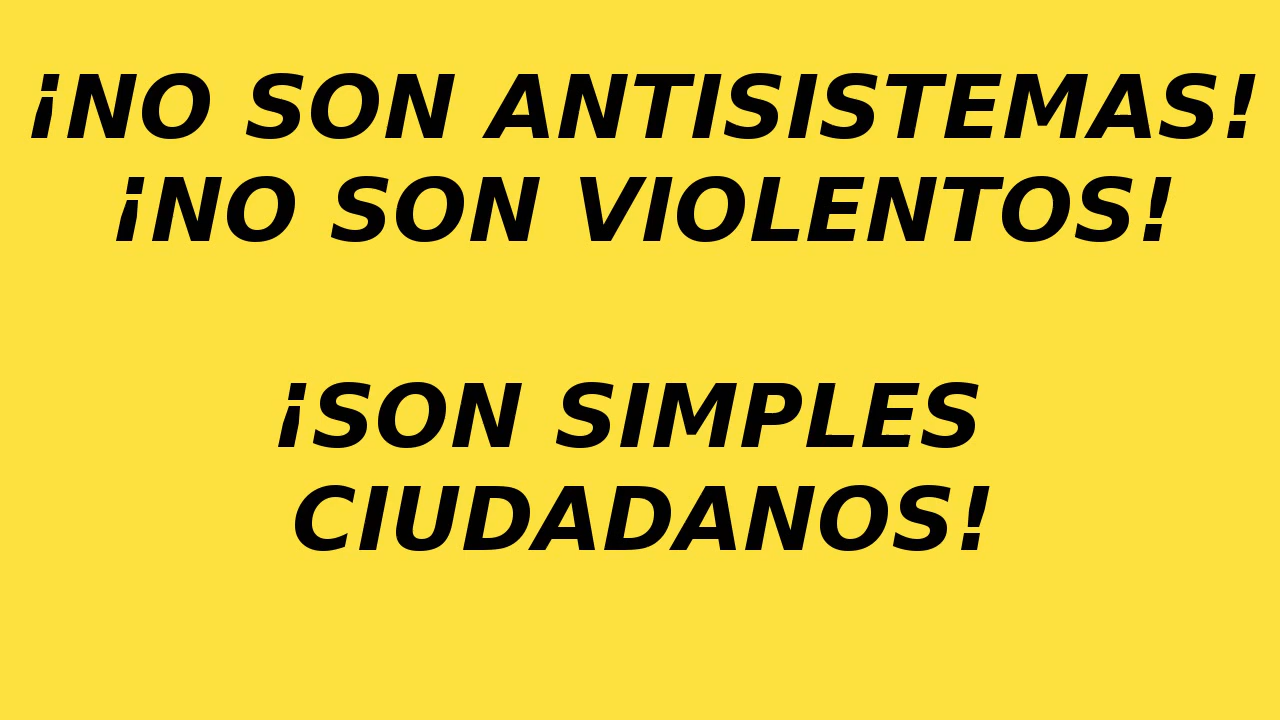 ¡NO SON ANTISISTEMAS!
¡NO SON VIOLENTOS!
¡SON SIMPLES
CIUDADANOS!